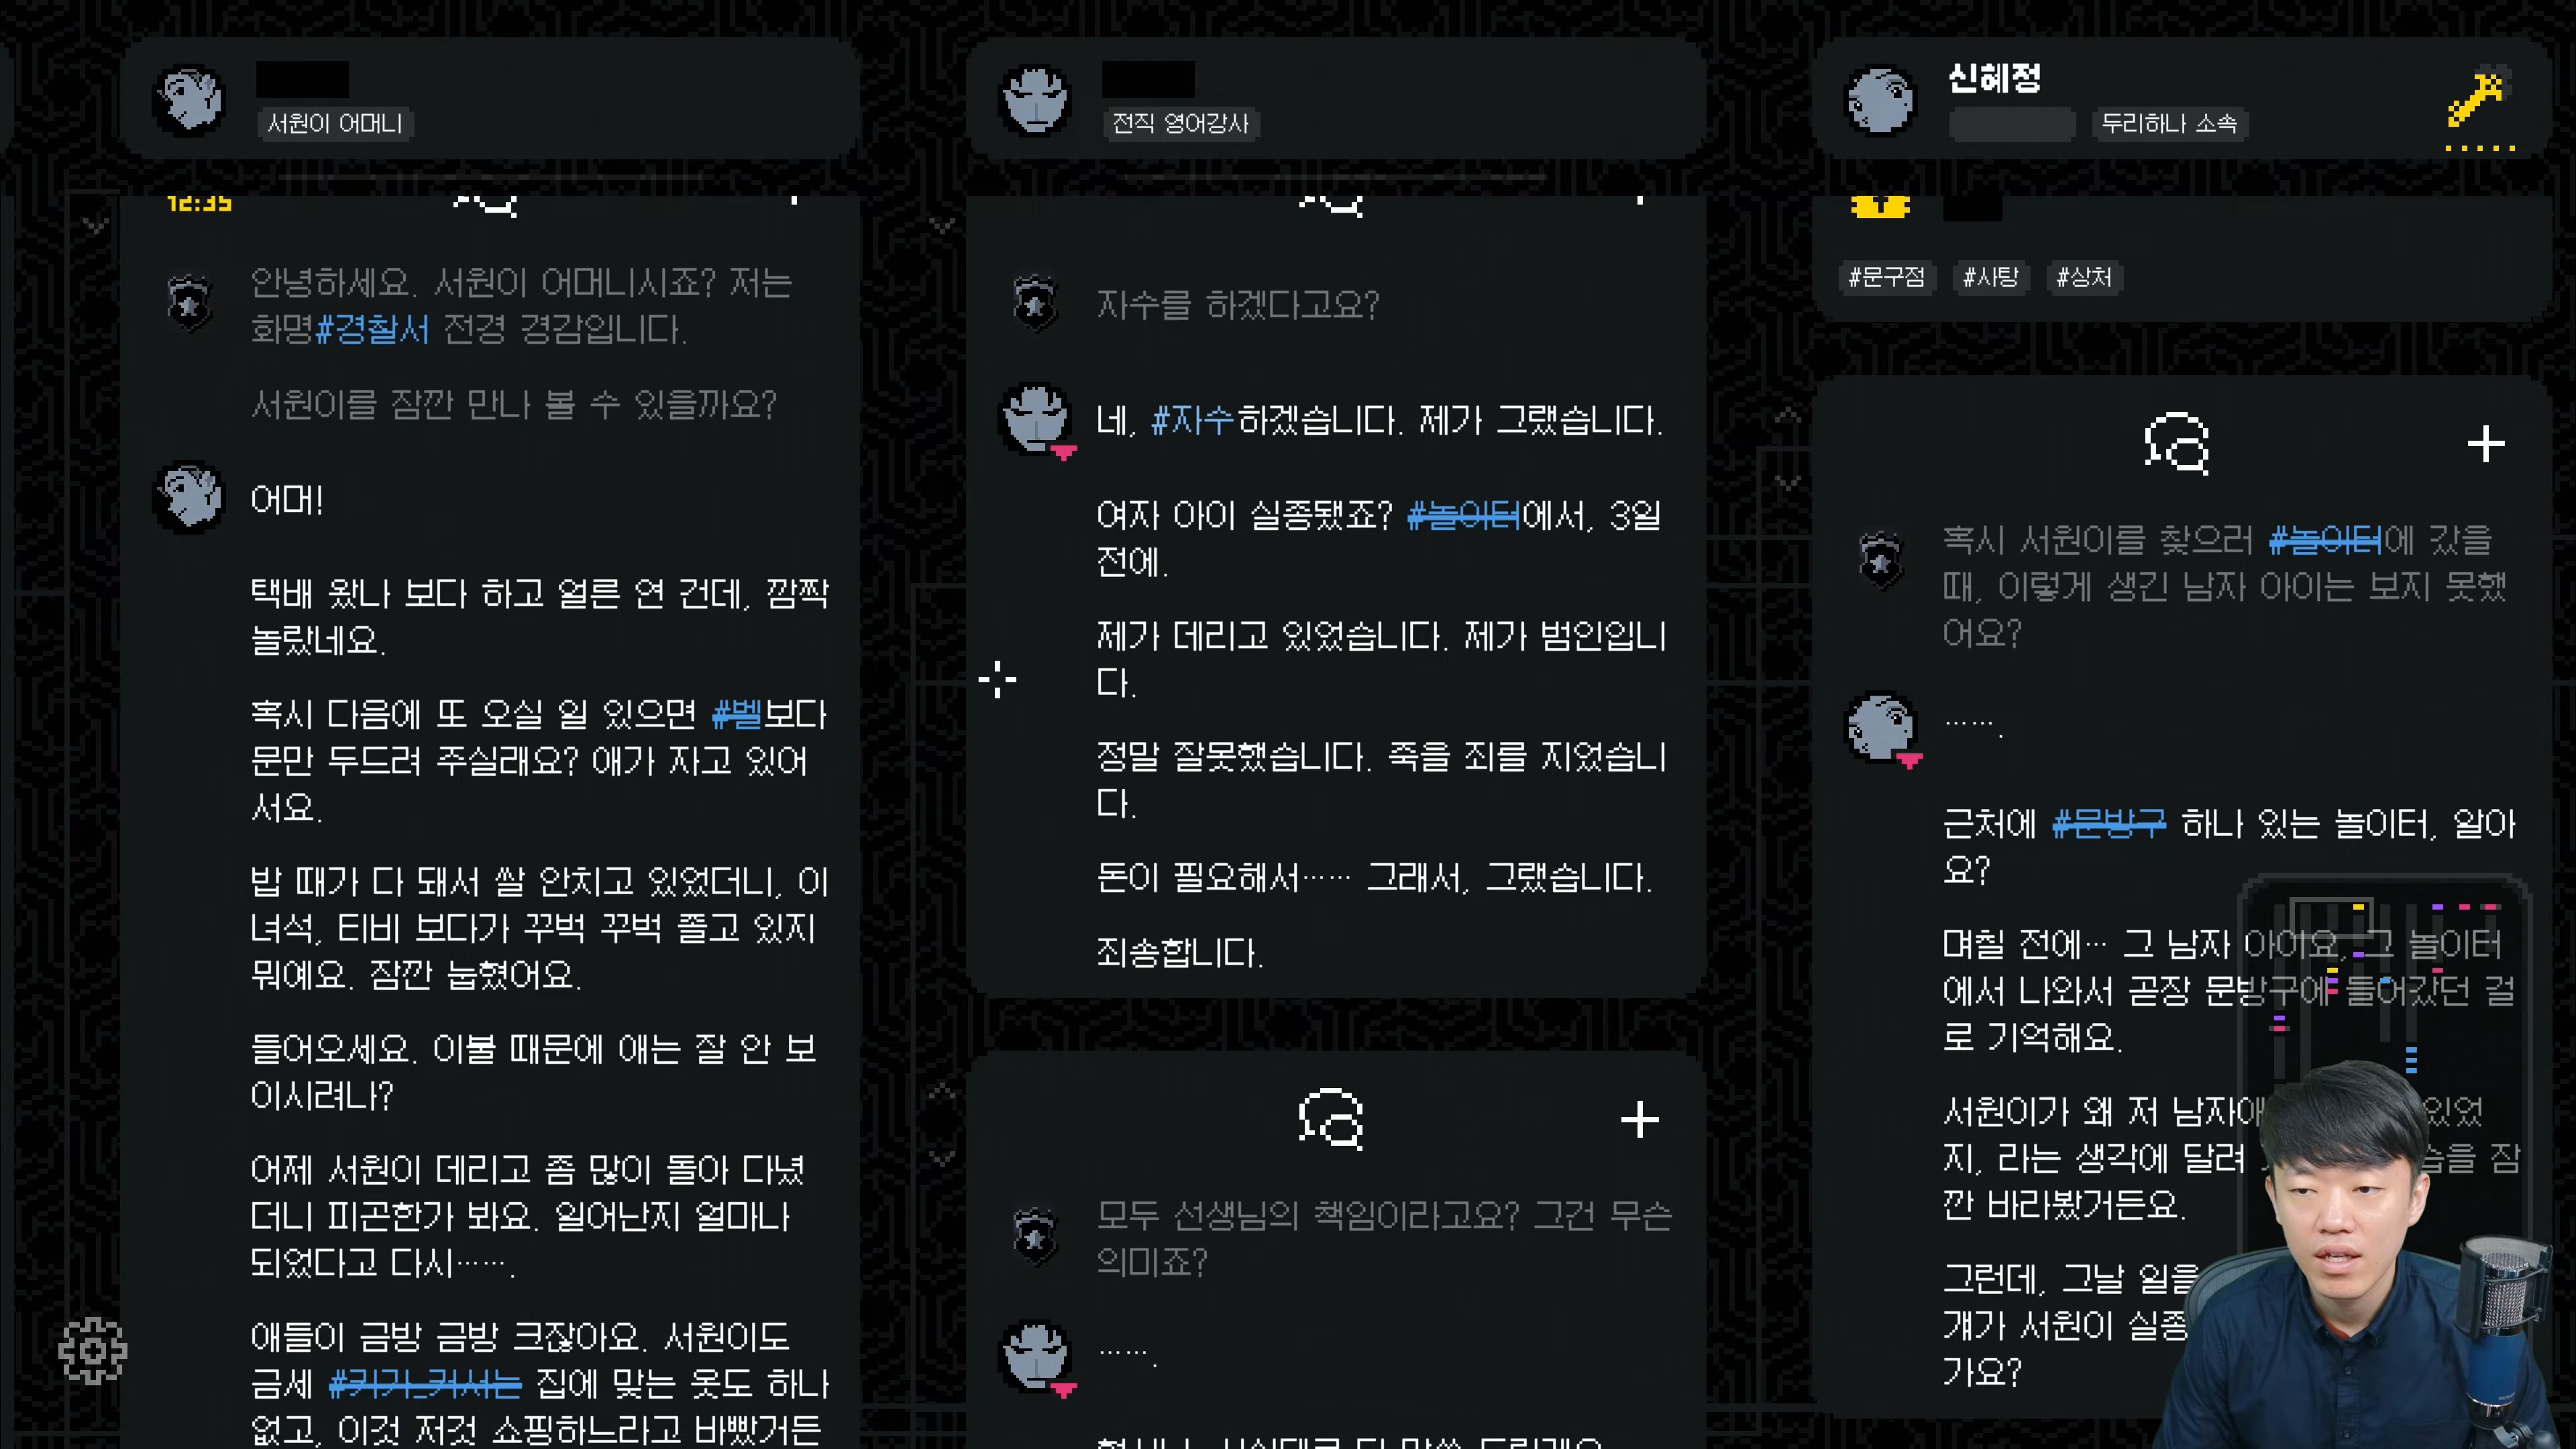 서원이 어머니
12:35
안녕하세요. 서원이 어머니시죠? 저는
화명#경찰서 전경 경감입니다.
서원이를 잠깐 만나 볼 수 있을까요?
어머!
택배 왔나 보다 하고 얼른 연 건데, 깜짝
놀랐네요.
혹시 다음에 또 오실 일 있으면 #벨보다
문만 두드려 주실래요? 애가 자고 있어
서요.
밥 때가 다 돼서 쌀 안치고 있었더니, 이
녀석, 티비 보다가 꾸벅 꾸벅 졸고 있지
뭐예요. 잠깐 눕혔어요.
들어오세요. 이불 때문에 애는 잘 안 보
이시려나?
어제 서원이 데리고 좀 많이 돌아 다녔
더니 피곤한가 봐요. 일어난지 얼마나
되었다고 다시…….
애들이 금방 금방 크잖아요. 서원이도
금세 #키가_커서는 집에 맞는 옷도 하나
없고, 이것 저것 쇼핑하느라고 바빴거든
전직 영어강사
자수를 하겠다고요?
네, #자수하겠습니다. 제가 그랬습니다.
여자 아이 실종됐죠? #놀이터에서, 3일
전에.
제가 데리고 있었습니다. 제가 범인입니
다.
정말 잘못했습니다. 죽을 죄를 지었습니
다.
돈이 필요해서…… 그래서, 그랬습니다.
죄송합니다.
모두 선생님의 책임이라고요? 그건 무슨
의미죠?
…….
신혜정
두리하나 소속
#문구점 #사탕 #상처
혹시 서원이를 찾으러 #놀이터에 갔을
때, 이렇게 생긴 남자 아이는 보지 못했
어요?
…….
근처에 #문방구 하나 있는 놀이터, 알아
요?
며칠 전에… 그 남자 아이요, 그 놀이터
에서 나와서 곧장 문방구에 들어갔던 걸
로 기억해요.
서원이가 왜 저 남자애 있었
지, 라는 생각에 달려 잠
깐 바라봤거든요.
그런데, 그날 일을
걔가 서원이 실종
가요?